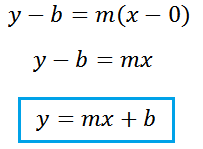 y − b = m(x − 0)
y − b = mx
y = mx + b